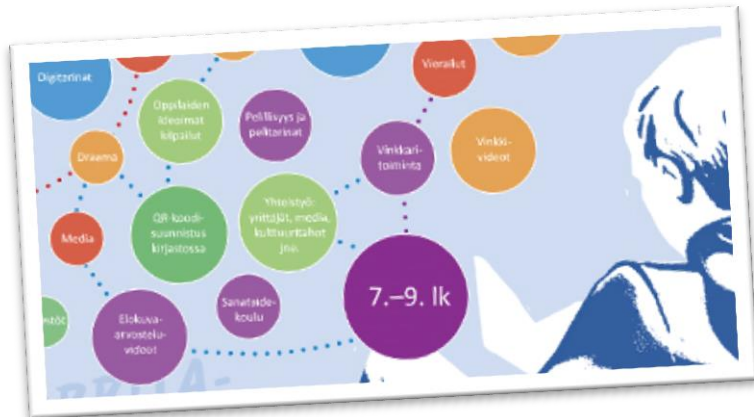 Digitarinat
Vierailut
Oppilaiden
ideoimat
kilpailut
Pelillisyys ja
pelitarinat
Draama
Vinkkari-
toiminta
Vinkki-
videot
Media
QR-koodi-
suunnistus
kirjastossa
Yhteistyö:
yrittäjät, media,
kulttuuritahot
jne.
7.–9. lk
Sanataide-
koulu
Elokuva-
arvostelu-
videot